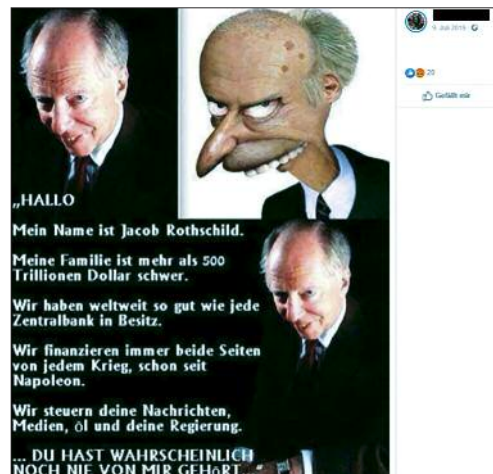 „HALLO
Mein Name ist Jacob Rothschild.
Meine Familie ist mehr als 500
Trillionen Dollar schwer.
Wir haben weltweit so gut wie jede
Zentralbank in Besitz.
Wir finanzieren immer beide Seiten
von jedem Krieg, schon seit
Napoleon.
Wir steuern deine Nachrichten,
Medien, öl und deine Regierung.
... DU HAST WAHRSCHEINLICH
NOCH NIE VON MIR GEHöRT
9. Juli
20
Gefällt mir